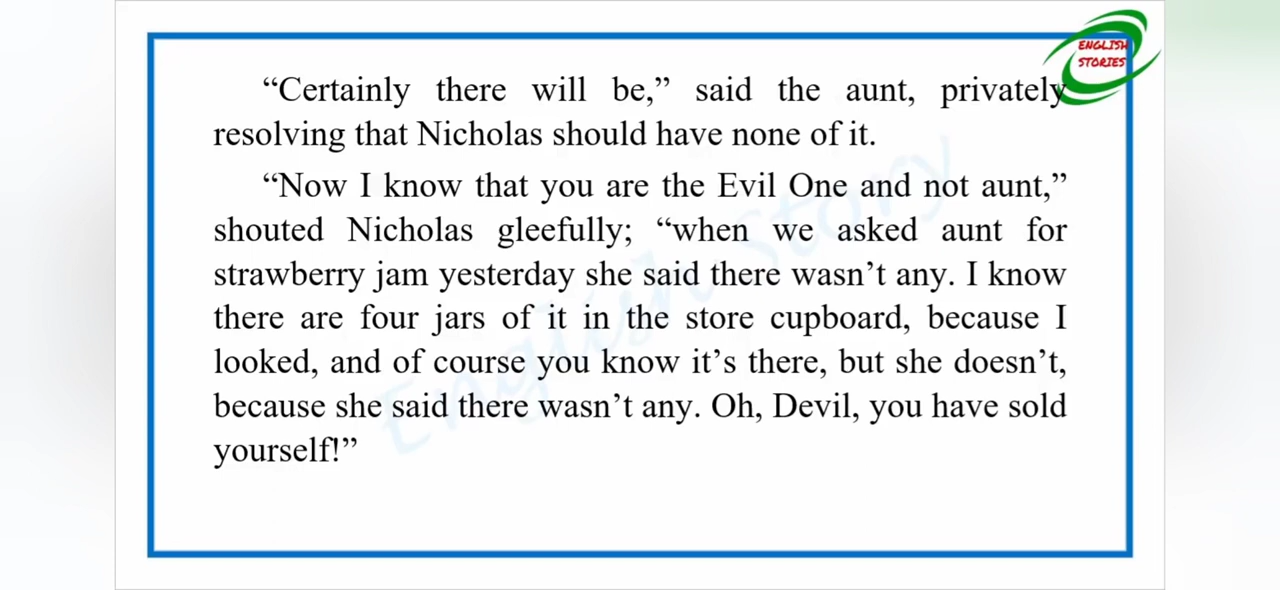 ENGLISH
STORIES
“Certainly there will be,” said the aunt, privately
resolving that Nicholas should have none of it.
“Now I know that you are the Evil One and not aunt,”
shouted Nicholas gleefully; “when we asked aunt for
strawberry jam yesterday she said there wasn’t any. I know
there are four jars of it in the store cupboard, because I
looked, and of course you know it’s there, but she doesn’t,
because she said there wasn’t any. Oh, Devil, you have sold
yourself!”
English Story